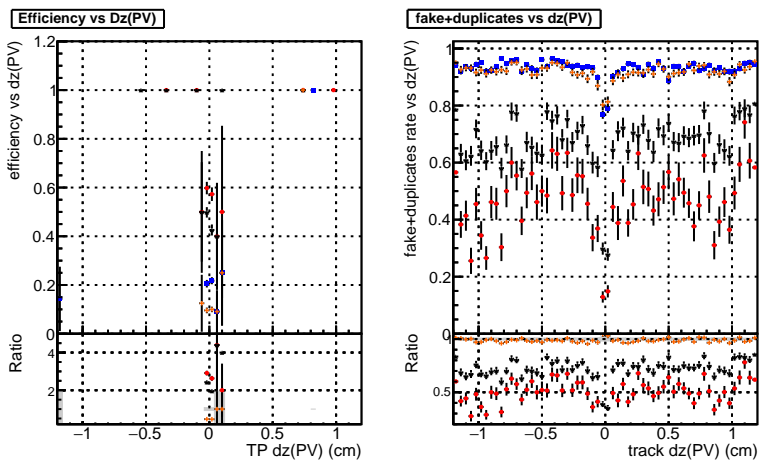 Efficiency vs Dz(PV)
efficiency vs dz(PV)
1.2
1
0.8
0.6
0.4
0.2
0
Ratio
4
2
−1 −0.5 0 0.5 1
TP dz(PV) (cm)
fake+duplicates vs dz(PV)
fake+duplicates rate vs dz(PV)
1
0.8
0.6
0.4
0.2
0
Ratio
0.5
−1 −0.5 0 0.5 1
track dz(PV) (cm)